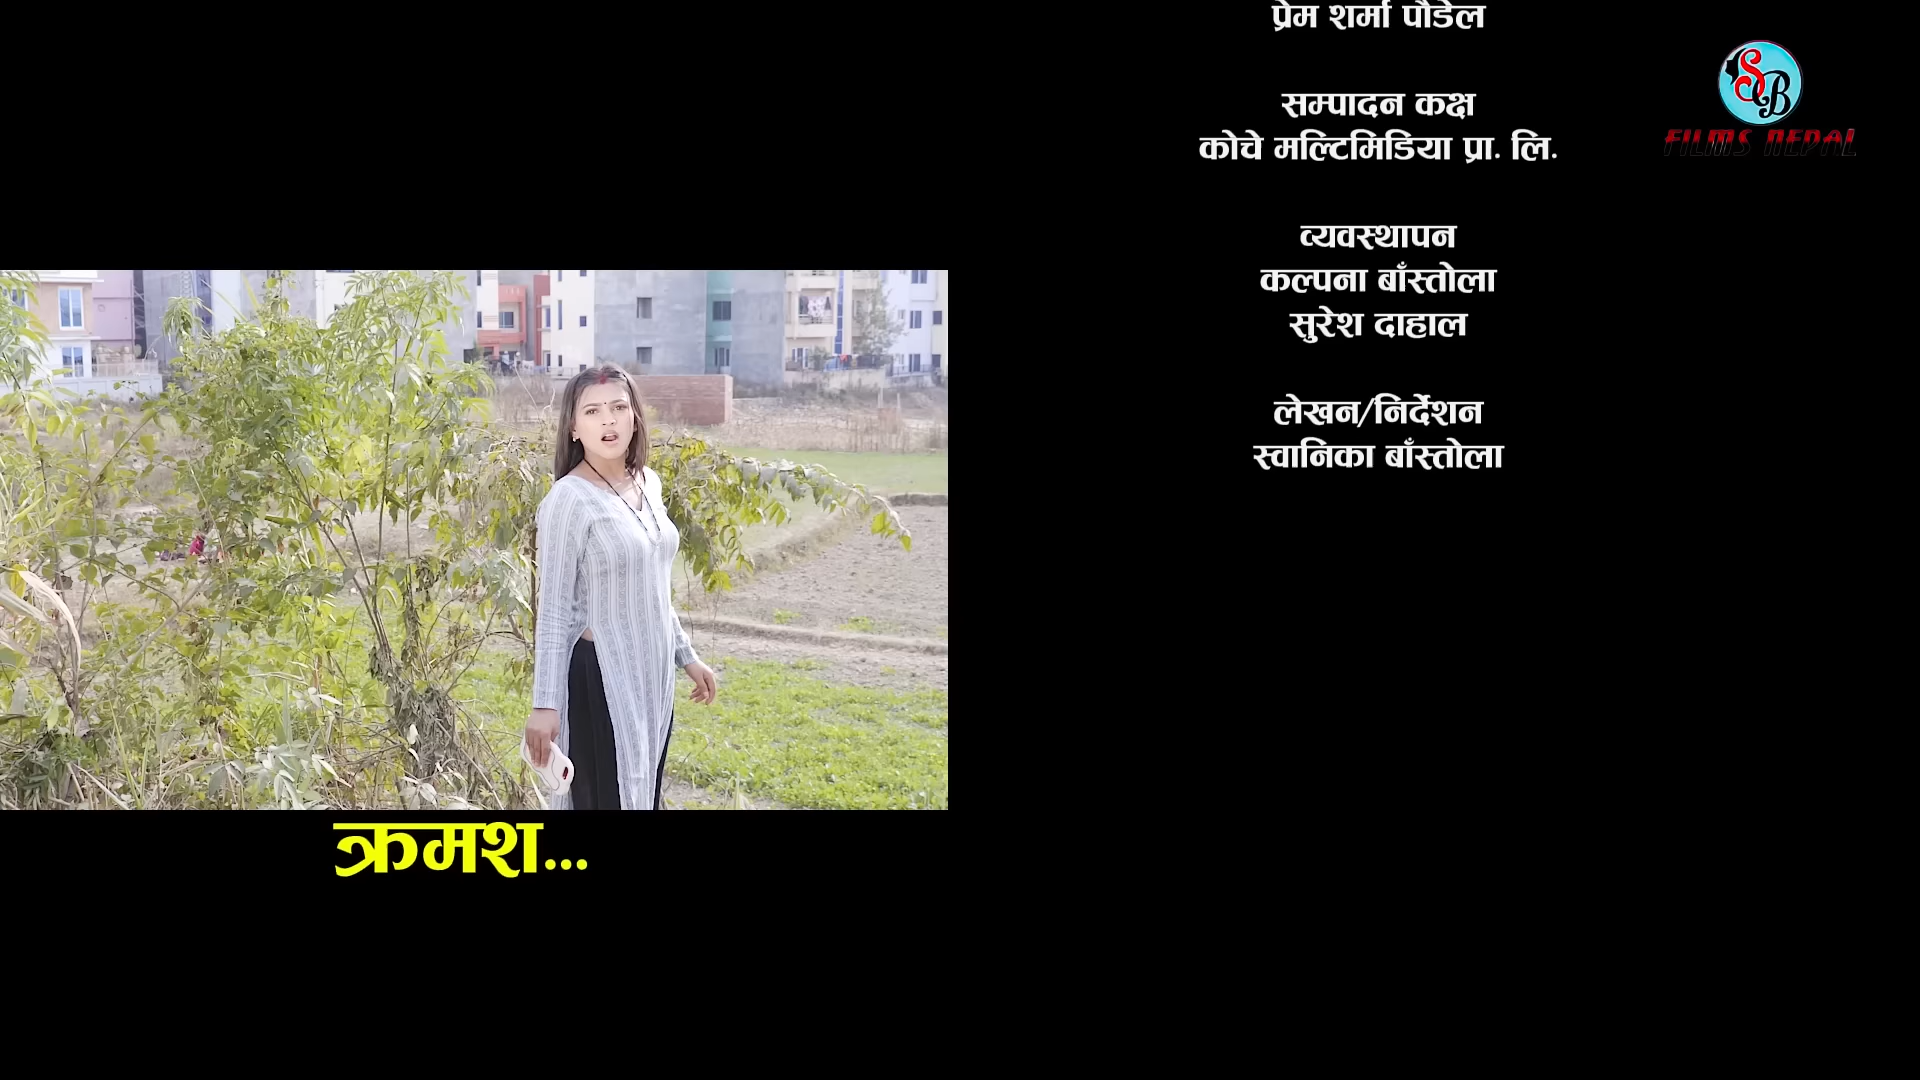 प्रेम शर्मा पौडेल
सम्पादन कक्ष
कोचे मल्टिमिडिया प्रा. लि.
व्यवस्थापन
कल्पना बाँस्तोला
सुरेश दाहाल
लेखन/निर्देशन
स्वानिका बाँस्तोला
SB
FILMS NEPAL
क्रमश...